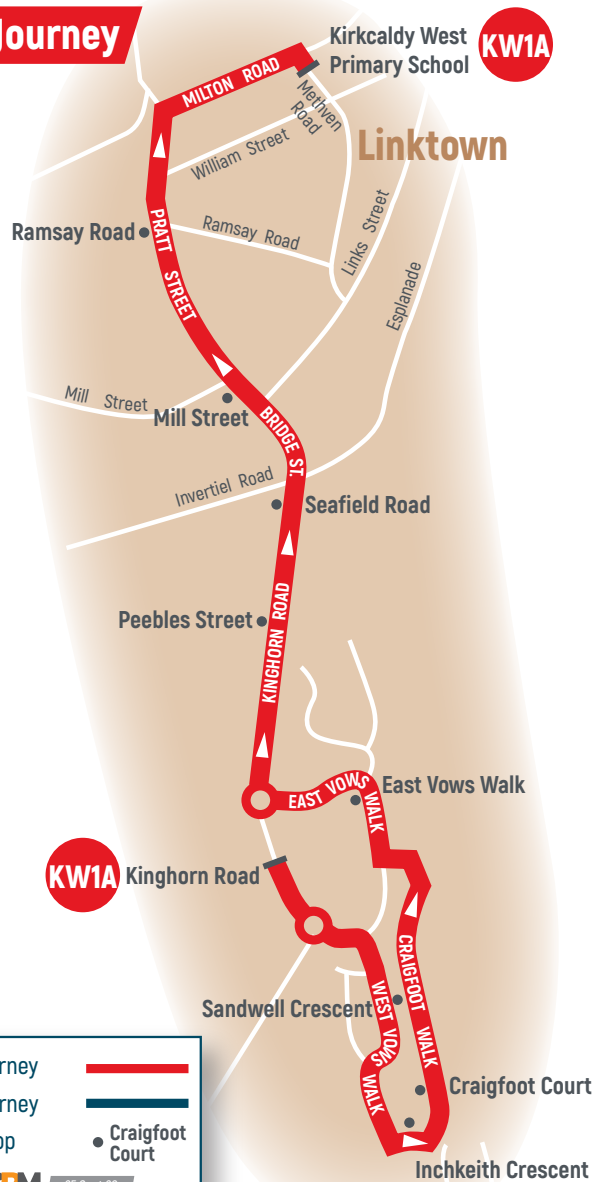 Journey
Kirkcaldy West
Primary School
KW1A
MILTON ROAD
Methven
Road
William Street
Linktown
Ramsay Road
PRATT STREET
Ramsay Road
Links Street
Esplanade
Mill Street
Mill Street
BRIDGE ST.
Invertiel Road
Seafield Road
Peebles Street
KINGHORN ROAD
EAST VOWS WALK
East Vows Walk
KW1A
Kinghorn Road
CRAIGFOOT WALK
Sandwell Crescent
WEST VOWS WALK
Craigfoot Court
Inchkeith Crescent
Craigfoot
Court